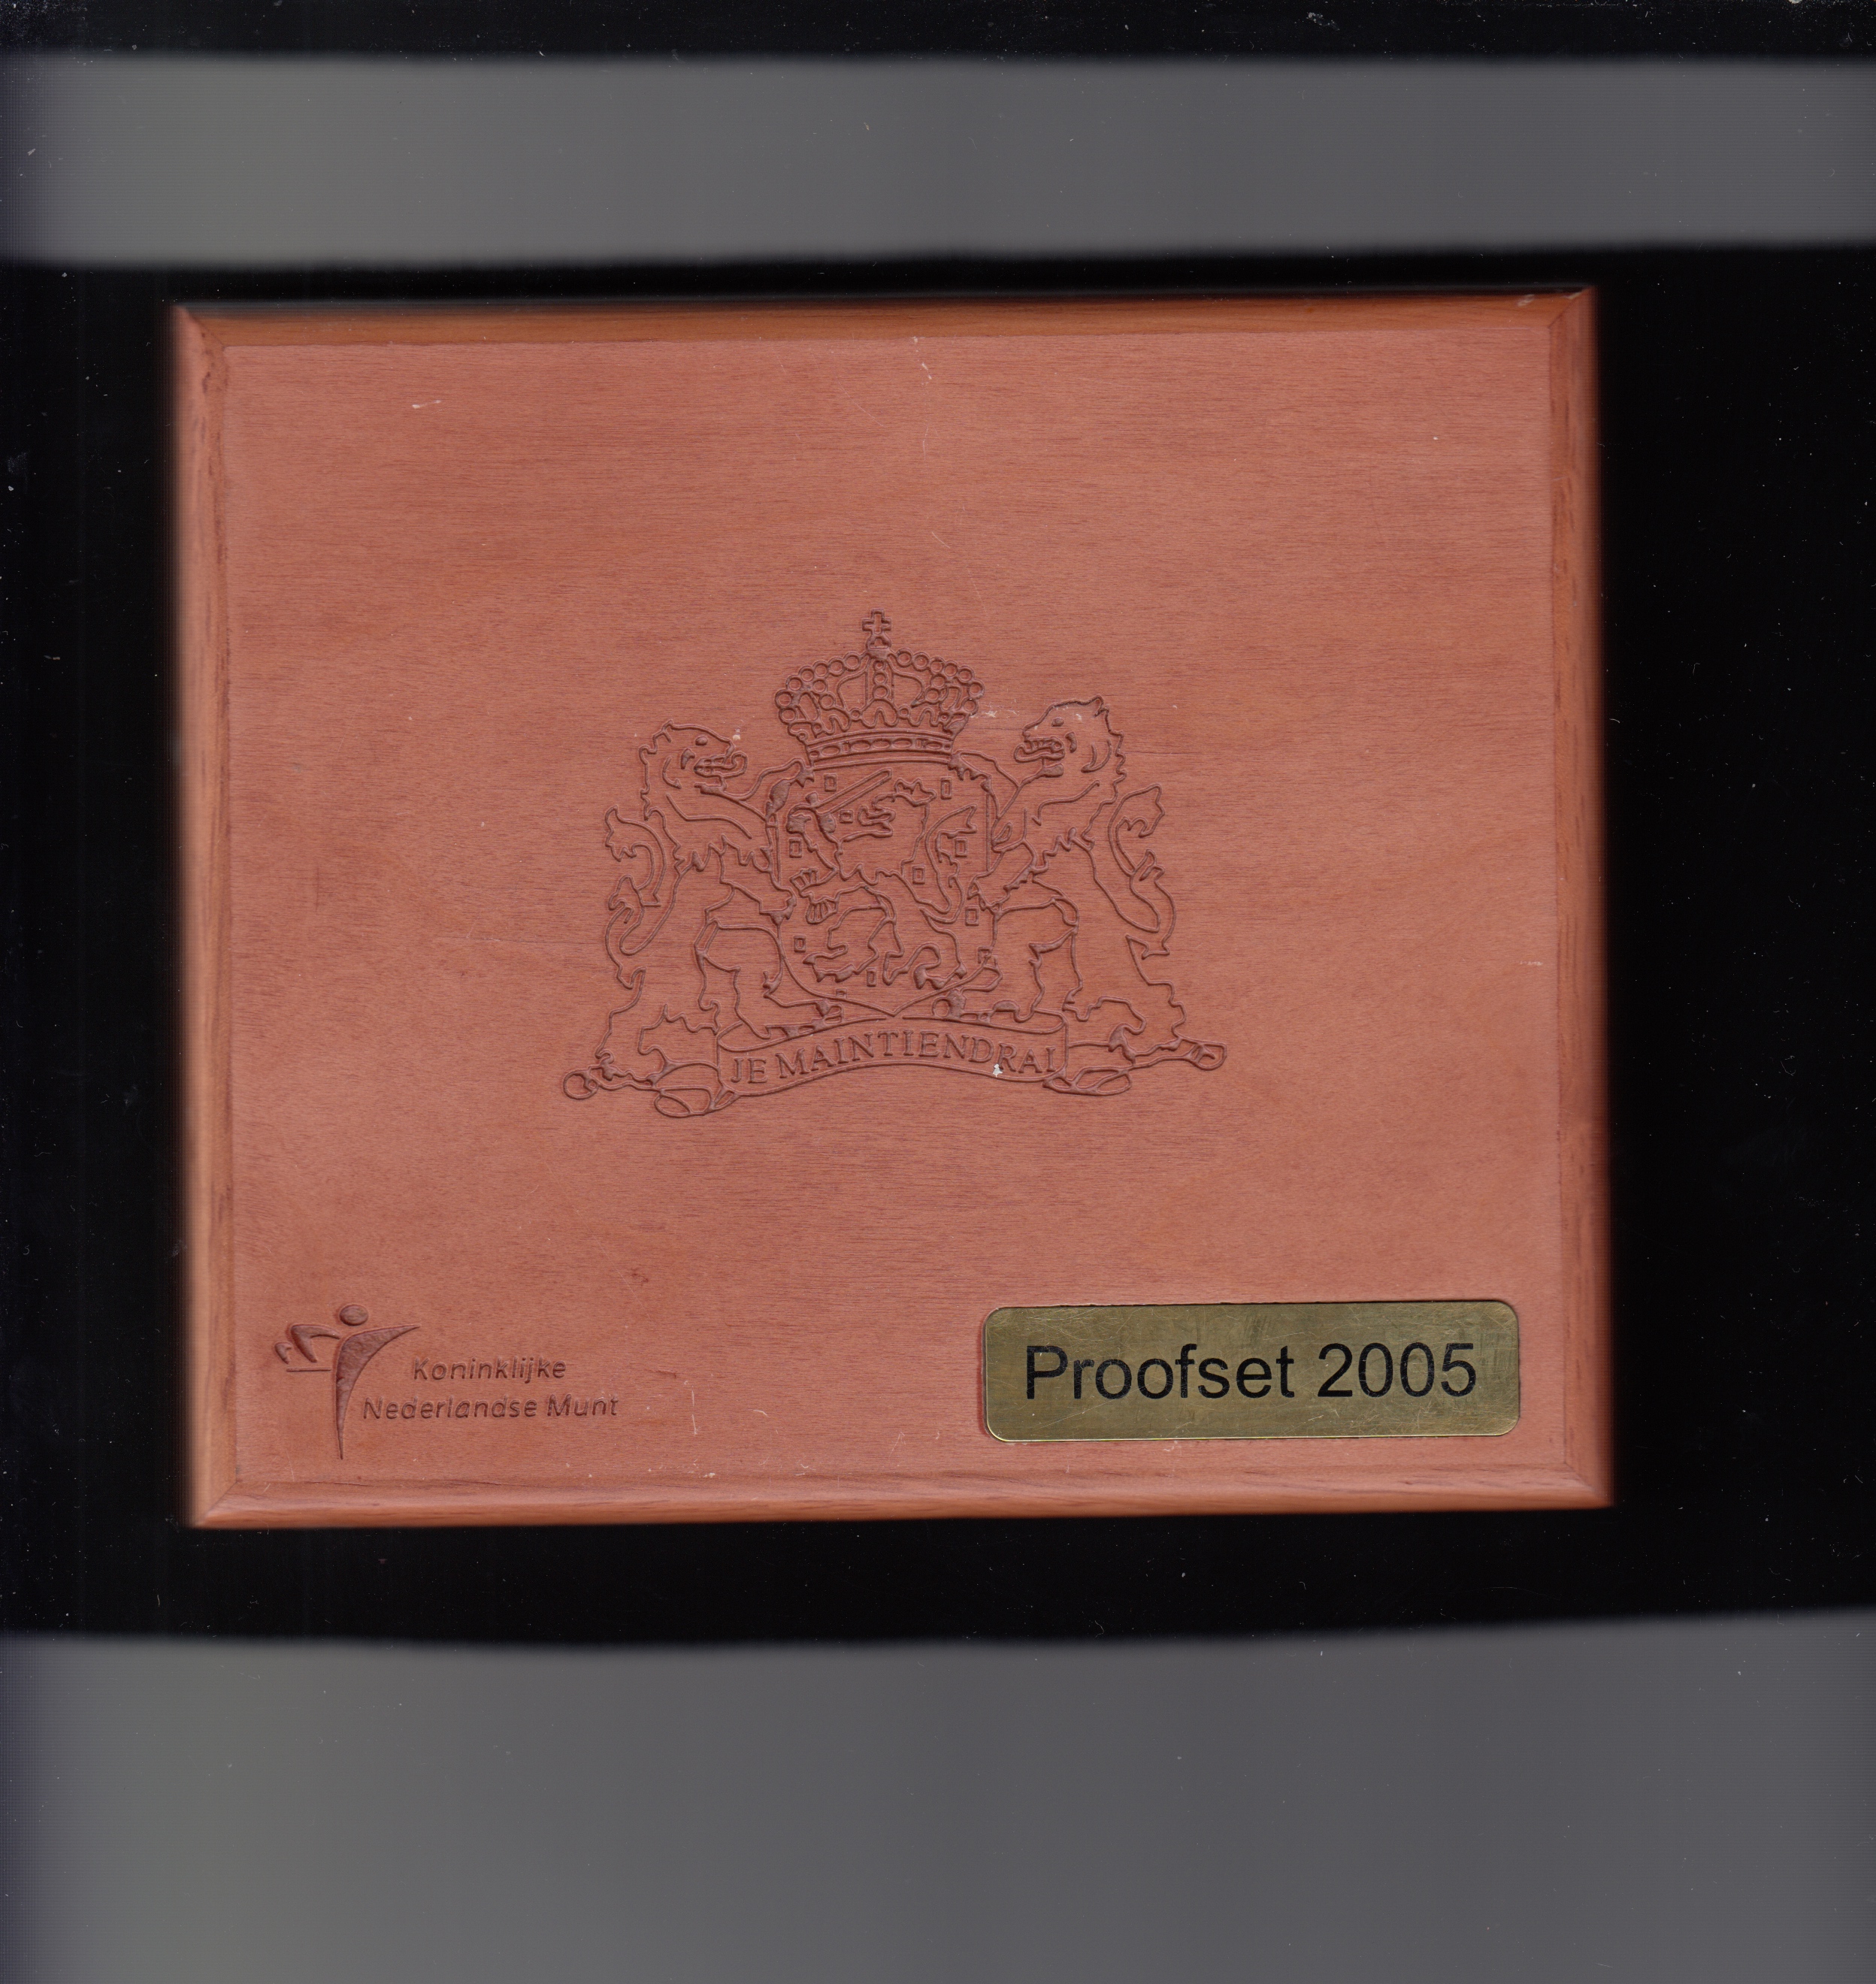 JE MAINTIENDRAI
Koninklijke
Nederlandse Munt
Proofset 2005